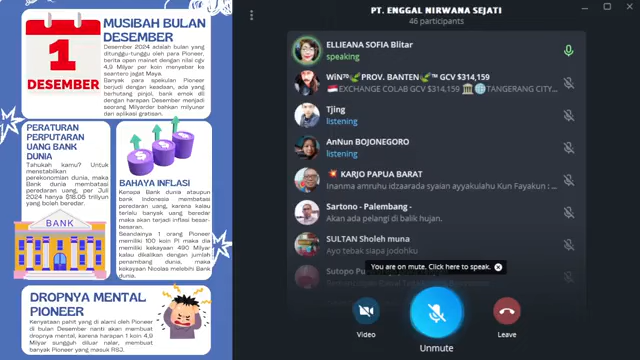 MUSIBAH BULAN
DESEMBER
1
DESEMBER
Desember 2024 adalah bulan yang
ditunggu-tunggu oleh para Pioneer,
berita open mainet dengan nilai cgv
4,9 Milyar per koin menyebar ke
seantero jagat Maya.
Banyak para spekulan Pioneer
berjudi dengan keadaan, ada yang
berhutang pinjol, bank emok dll
dengan harapan Desember menjadi
seorang Milyarder bahkan milyunar
dan aplikasi gratisan.
PERATURAN
PERPUTARAN
UANG BANK
DUNIA
Tahukah kamu? Untuk
menstabilkan
perekonomian dunia, maka
Bank dunia membatasi
peredaran uang, per Juli
2024 hanya $18.05 trilyun
yang boleh beredar.
BANK
BAHAYA INFLASI
Kenapa Bank dunia ataupun
bank Indonesia membatasi
peredaran uang, karena kalau
terlalu banyak uang beredar
maka akan terjadi inflasi besar-
besaran.
Seandainya 1 orang Pioneer
memiliki 100 koin PI maka dia
memiliki kekayaan 490 Milyar
kalau dikalikan dengan jumlah
penambang dunia, maka
kekayaan Nicolas melebihi Bank
dunia.
DROPNYA MENTAL
PIONEER
Kenyataan pahit yang di alami oleh Pioneer
di bulan Desember nanti akan membuat
dropnya mental, karena harapan 1 koin 4,9
Milyar sungguh diluar nalar, membuat
banyak Pioneer yang masuk RSJ.
PT. ENGGAL NIRWANA SEJATI
46 participants
ELLIEANA SOFIA Blitar
speaking
WiN⁷ᴰ🌿PROV. BANTEN🌿™ GCV $314,159
🇮🇩EXCHANGE COLAB GCV $314,159 🏛️🌐TANGERANG CITY...
Tjing
listening
AnNun BOJONEGORO
listening
💥 KARJO PAPUA BARAT
Inanma amruhu idzaarada syaian ayyakulahu Kun Fayakun : ...
Sartono - Palembang -
Akan ada pelangi di balik hujan.
SULTAN Sholeh muna
Ayo tebak siapa jodohku
You are on mute. Click here to speak.
Sutopo
Video
Leave
Unmute